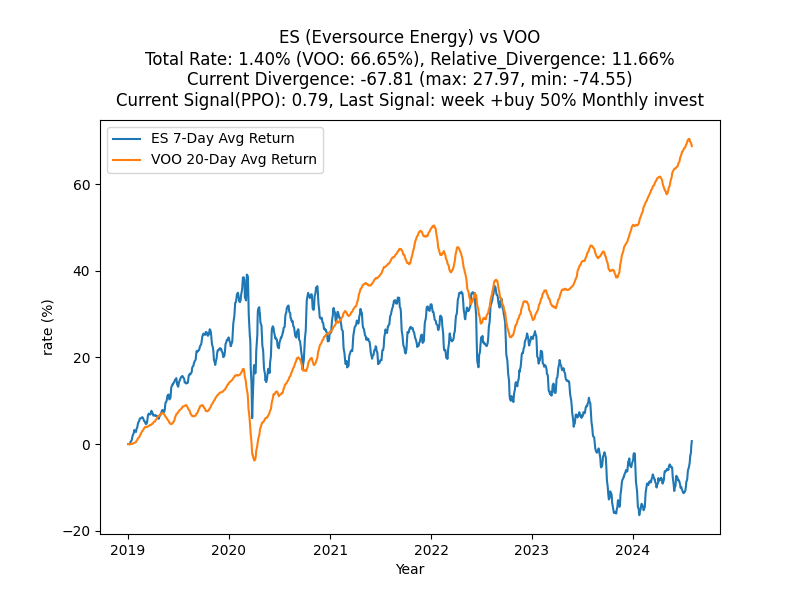 ES (Eversource Energy) vs VOO
Total Rate: 1.40% (VOO: 66.65%), Relative_Divergence: 11.66%
Current Divergence: -67.81 (max: 27.97, min: -74.55)
Current Signal(PPO): 0.79, Last Signal: week +buy 50% Monthly invest
ES 7-Day Avg Return
VOO 20-Day Avg Return
rate (%)
60
40
20
0
−20
2019 2020 2021 2022 2023 2024
Year